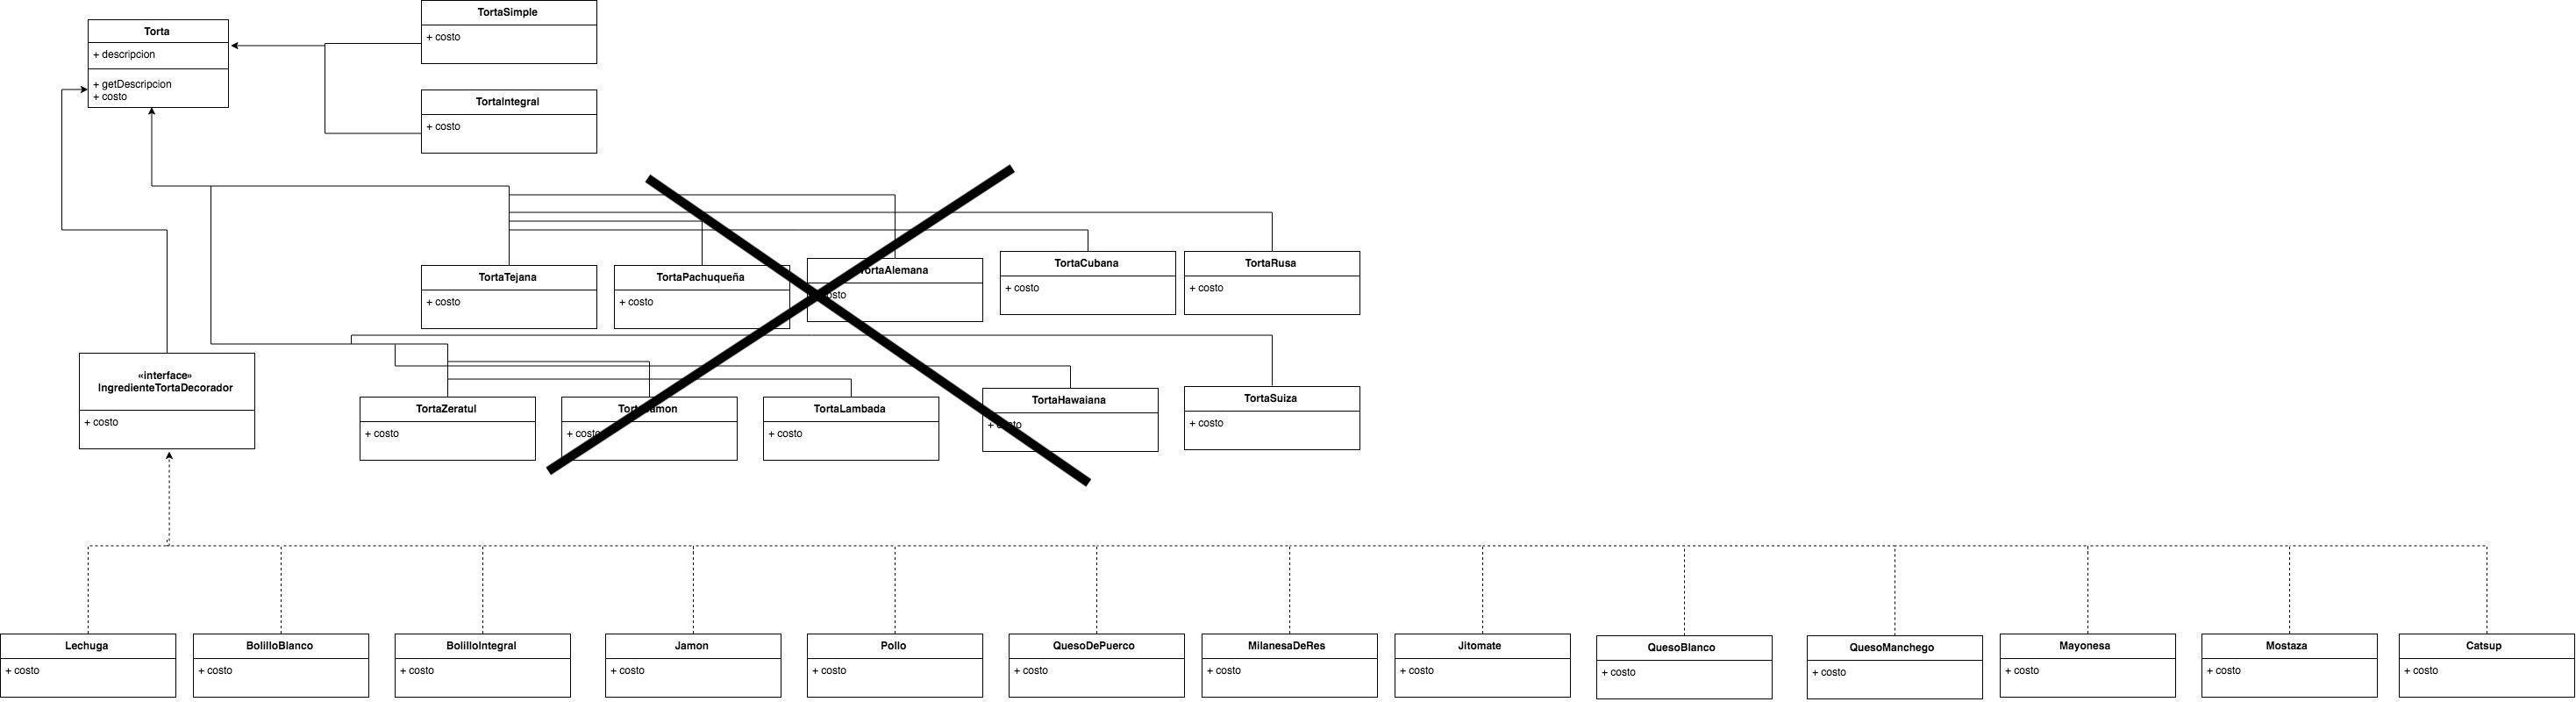 TortaSimple
+ costo
Torta
+ descripcion
+ getDescripcion
+ costo
TortaIntegral
+ costo
TortaTejana
+ costo
TortaPachuqueña
+ costo
TortaAlemana
costo
TortaCubana
+ costo
TortaRusa
+ costo
«interface»
IngredienteTortaDecorador
+ costo
TortaZeratul
+ costo
TortaJamon
+ costo
TortaLambada
+ costo
TortaHawaiana
+ costo
TortaSuiza
+ costo
Lechuga
+ costo
BolilloBlanco
+ costo
BolilloIntegral
+ costo
Jamon
+ costo
Pollo
+ costo
QuesoDePuerco
+ costo
MilanesaDeRes
+ costo
Jitomate
+ costo
QuesoBlanco
+ costo
QuesoManchego
+ costo
Mayonesa
+ costo
Mostaza
+ costo
Catsup
+ costo